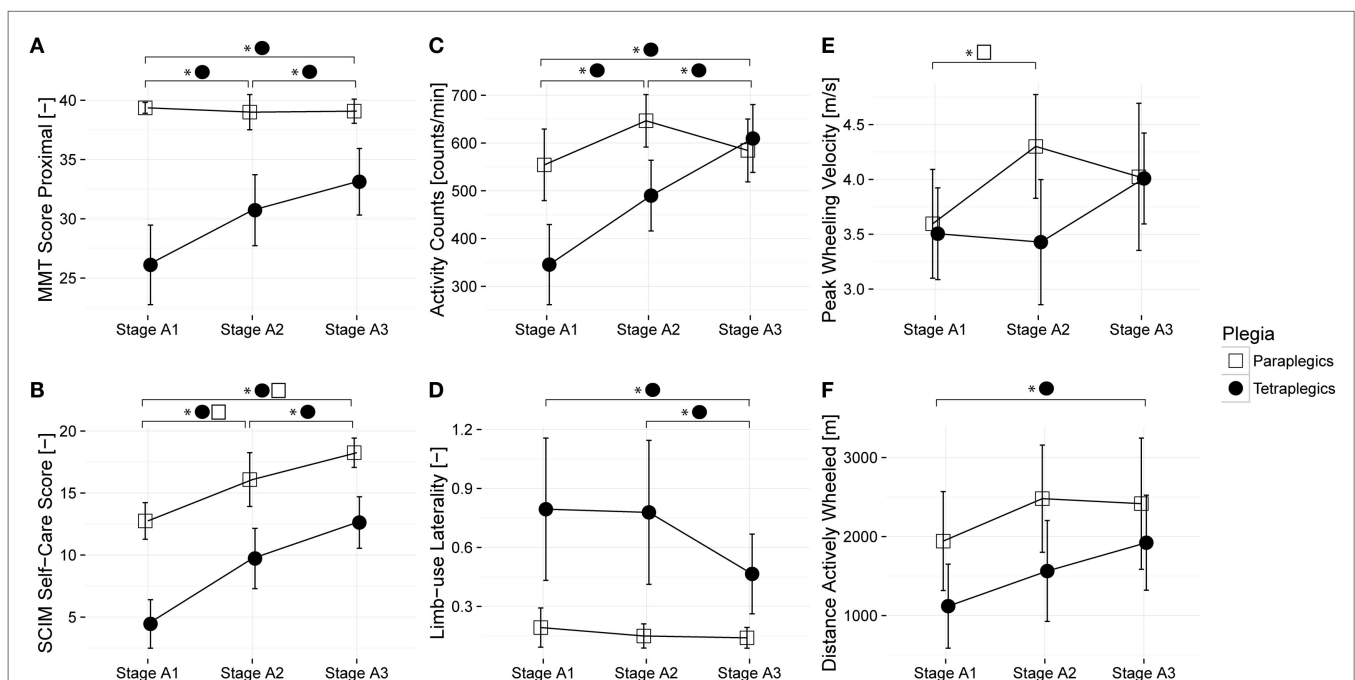 A
*
* *
MMT Score Proximal [−]
40
35
30
25
Stage A1 Stage A2 Stage A3
C
*
* *
Activity Counts [counts/min]
700
600
500
400
300
Stage A1 Stage A2 Stage A3
E
*
Peak Wheeling Velocity [m/s]
4.5
4.0
3.5
3.0
Stage A1 Stage A2 Stage A3
Plegia
Paraplegics
Tetraplegics
B
*
* *
SCIM Self−Care Score [−]
20
15
10
5
Stage A1 Stage A2 Stage A3
D
*
*
Limb−use Laterality [−]
1.2
0.9
0.6
0.3
Stage A1 Stage A2 Stage A3
F
*
Distance Actively Wheeled [m]
3000
2000
1000
Stage A1 Stage A2 Stage A3